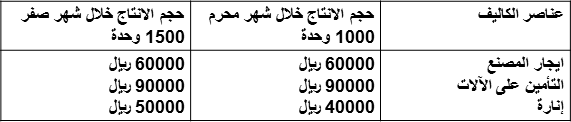 عناصر الكاليف
حجم الانتاج خلال شهر محرم
1000 وحدة
حجم الانتاج خلال شهر صفر
1500 وحدة
ايجار المصنع
التأمين على الآلات
إنارة
60000 ريال
90000 ريال
40000 ريال
60000 ريال
90000 ريال
50000 ريال